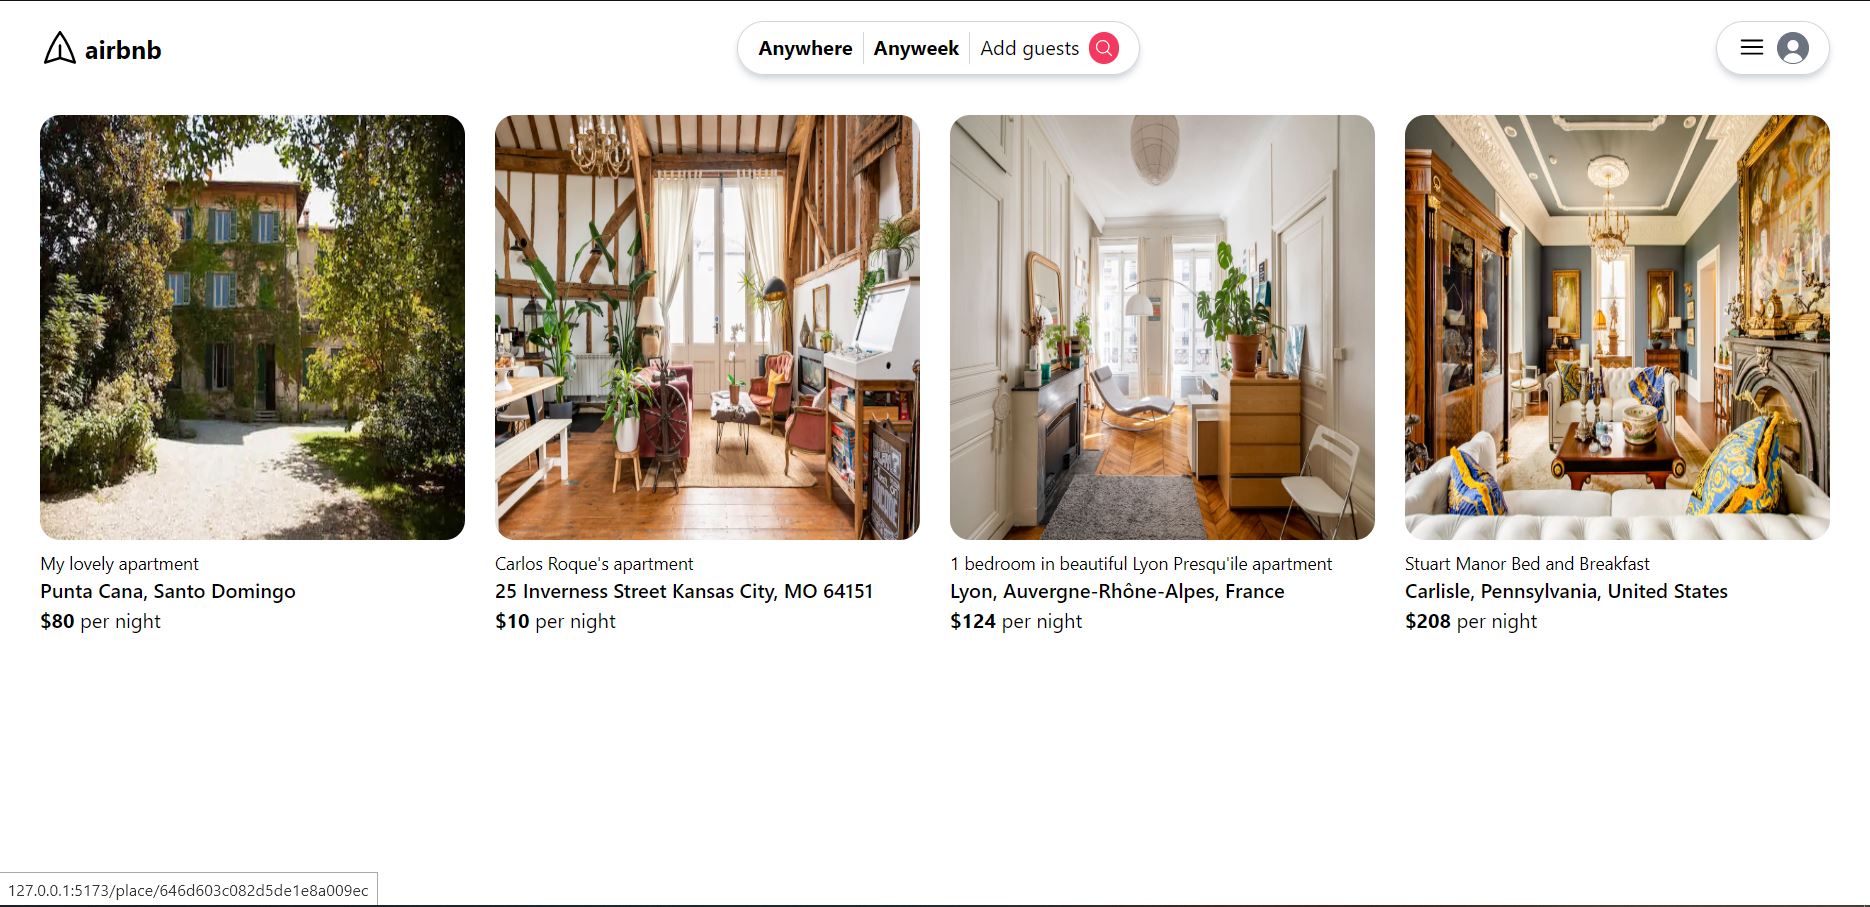 airbnb
Anywhere Anyweek Add guests
My lovely apartment
Punta Cana, Santo Domingo
$80 per night
Carlos Roque's apartment
25 Inverness Street Kansas City, MO 64151
$10 per night
1 bedroom in beautiful Lyon Presqu'ile apartment
Lyon, Auvergne-Rhône-Alpes, France
$124 per night
Stuart Manor Bed and Breakfast
Carlisle, Pennsylvania, United States
$208 per night
127.0.0.1:5173/place/646d603c082d5de1e8a009ec